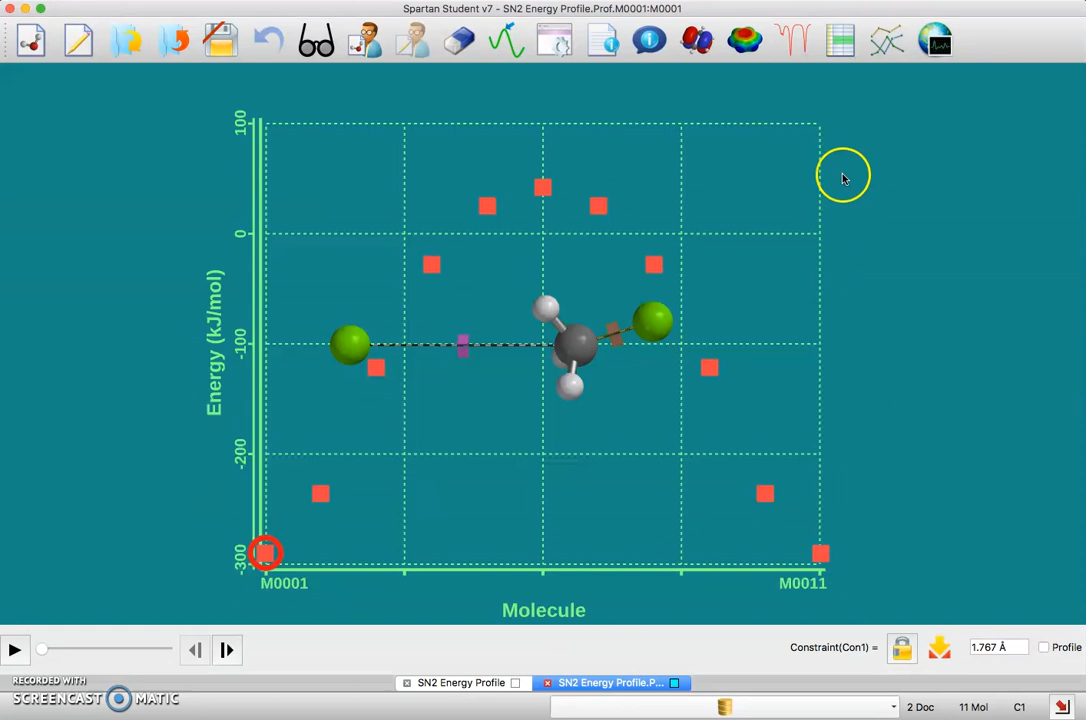 Spartan Student v7 - SN2 Energy Profile.Prof.M0001:M0001
100
0
-100
-200
-300
Energy (kJ/mol)
M0001
M0011
Molecule
Constraint(Con1) =
1.767 Å
Profile
RECORDED WITH
SCREENCAST MATIC
SN2 Energy Profile
SN2 Energy Profile.P...
2 Doc
11 Mol
C1